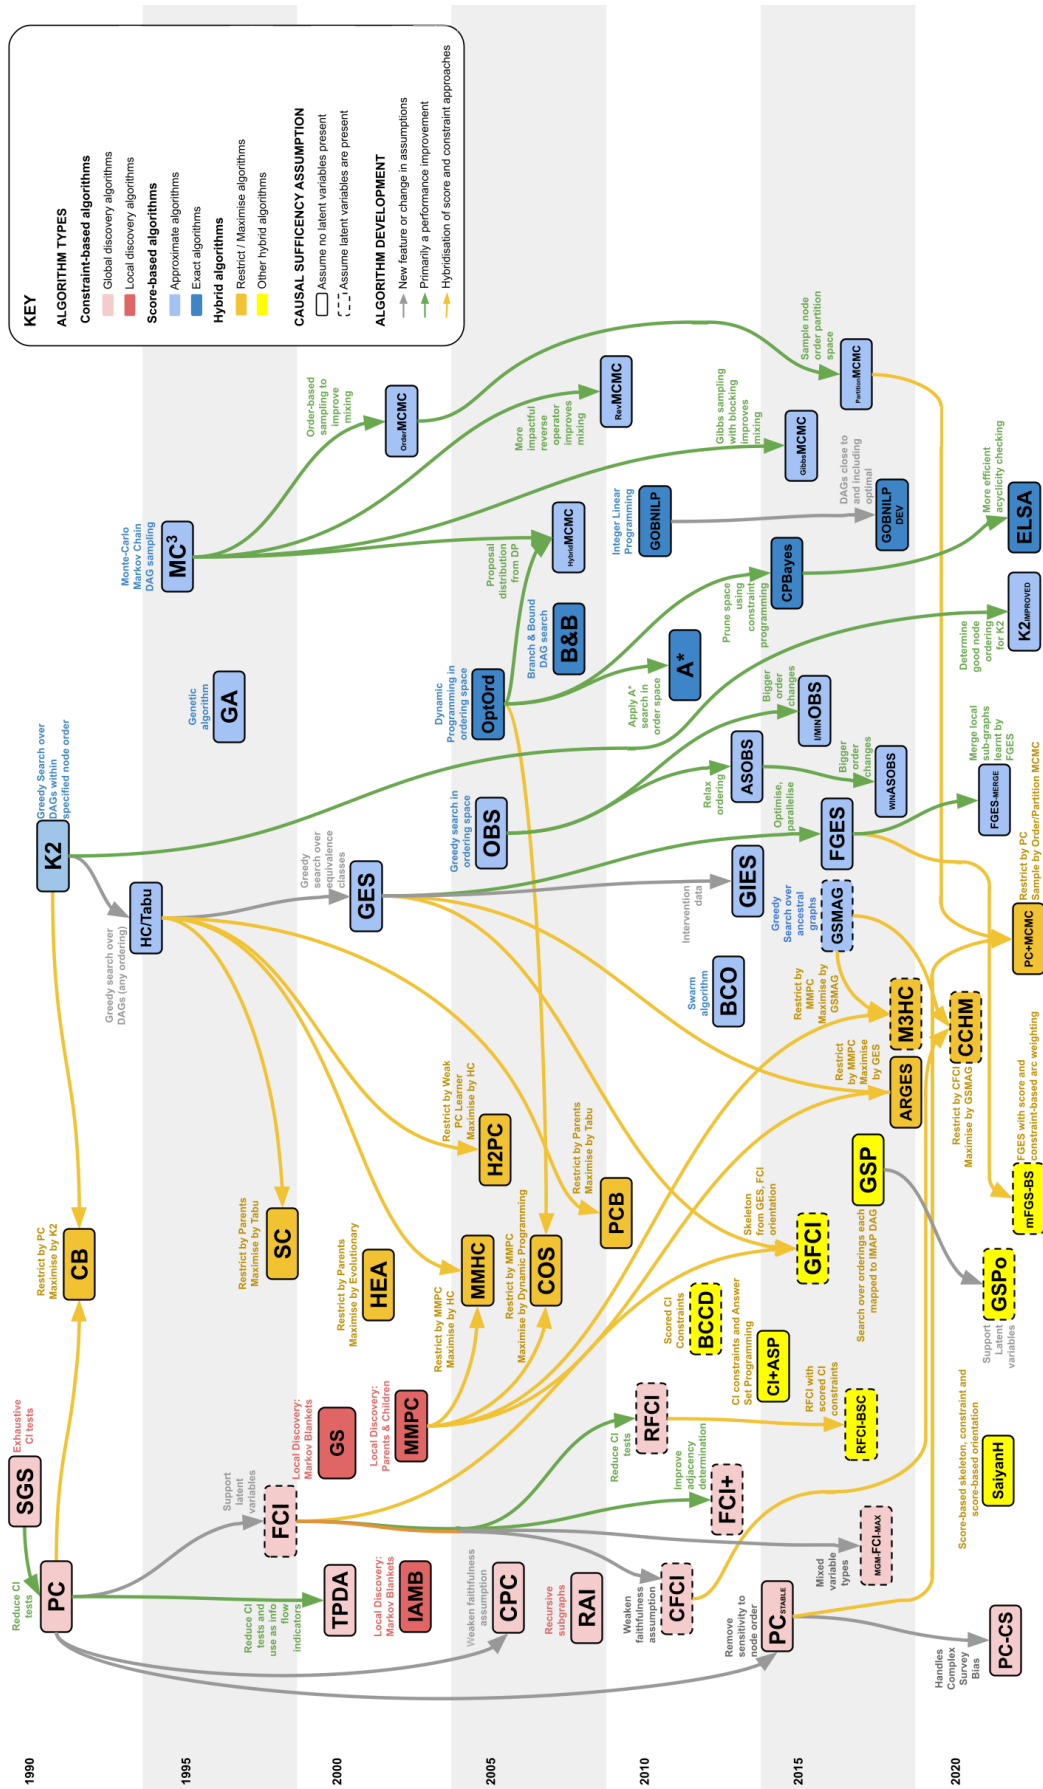 KEY
ALGORITHM TYPES
Constraint-based algorithms
Global discovery algorithms
Local discovery algorithms
Score-based algorithms
Approximate algorithms
Exact algorithms
Hybrid algorithms
Restrict / Maximise algorithms
Other hybrid algorithms
CAUSAL SUFFICENCY ASSUMPTION
Assume no latent variables present
Assume latent variables are present
ALGORITHM DEVELOPMENT
New feature or change in assumptions
Primarily a performance improvement
Hybridisation of score and constraint approaches
1990
1995
2000
2005
2010
2015
2020
Monte-Carlo
Markov Chain
DAG sampling
MC3
Order-based
sampling to
improve
mixing
OrderMCMC
More
impactful
reverse
operator
improves
mixing
RevMCMC
Gibbs sampling
with blocking
improves
mixing
GibbsMCMC
Sample node
order partition
space
PartitionMCMC
Proposal
distribution
from DP
HybridMCMC
Integer Linear
Programming
GOBNILP
DAGs close to
and including
optimal
GOBNILP
DEV
More efficient
acyclicity checking
ELSA
Genetic
algorithm
GA
Dynamic
Programming in
ordering space
OptOrd
Branch & Bound
DAG search
B&B
Apply A*
search in
order space
A*
Prune space
using
constraint
programming
CPBayes
Determine
good node
ordering
for K2
K2IMPROVED
Greedy Search over
DAGs within
specified node order
K2
Greedy search over
DAGs (any ordering)
HC/Tabu
Greedy
search over
equivalence
classes
GES
Greedy search in
ordering space
OBS
Relax
ordering
ASOBS
Bigger
order
changes
I/MINOBS
Bigger
order
changes
WINASOBS
Optimise,
parallelise
FGES
Merge local
sub-graphs
learnt by
FGES
FGES-MERGE
Intervention
data
GIES
Swarm
algorithm
BCO
Greedy
Search over
ancestral
graphs
GSMAG
Restrict by
MMPC
Maximise by
GSMAG
M3HC
Restrict
by MMPC
Maximise
by GES
ARGES
Restrict by CFCI
Maximise by GSMAG
CCHM
Restrict by PC
Sample by Order/Partition MCMC
PC+MCMC
FGES with score and
constraint-based arc weighting
mFGS-BS
Restrict by PC
Maximise by K2
CB
Restrict by Parents
Maximise by Tabu
SC
Restrict by Parents
Maximise by Evolutionary
HEA
Restrict by Weak
PC Learner
Maximise by HC
H2PC
Restrict by MMPC
Maximise by HC
MMHC
Restrict by MMPC
Maximise by Dynamic Programming
COS
Restrict by Parents
Maximise by Tabu
PCB
Scored CI
Constraints
BCCD
CI constraints and Answer
Set Programming
CI+ASP
Skeleton
from GES, FCI
orientation
GFCI
Search over orderings each
mapped to IMAP DAG
GSP
Support
Latent
variables
GSPo
RFCI with
scored CI
constraints
RFCI-BSC
Score-based skeleton, constraint and
score-based orientation
SaiyanH
Exhaustive
CI tests
SGS
Reduce CI
tests
PC
Support
latent
variables
FCI
Reduce CI
tests and
use as info
flow
indicators
TPDA
Local Discovery:
Markov Blankets
GS
Local Discovery:
Parents & Children
MMPC
Local Discovery:
Markov Blankets
IAMB
Weaken faithfulness
assumption
CPC
Recursive
subgraphs
RAI
Reduce CI
tests
RFCI
Improve
adjacency
determination
FCI+
Weaken
faithfulness
assumption
CFCI
Remove
sensitivity to
node order
PCSTABLE
Mixed
variable
types
MGM-FCI-MAX
Handles
Complex
Survey
Bias
PC-CS